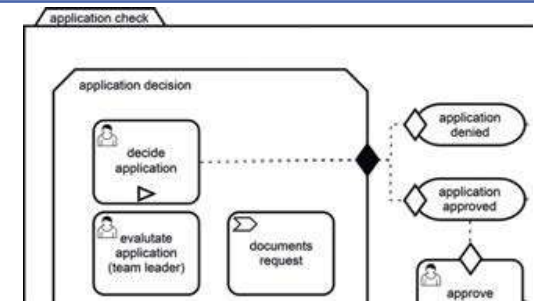 application check
application decision
decide
application
evalutate
application
(team leader)
documents
request
application
denied
application
approved
approve